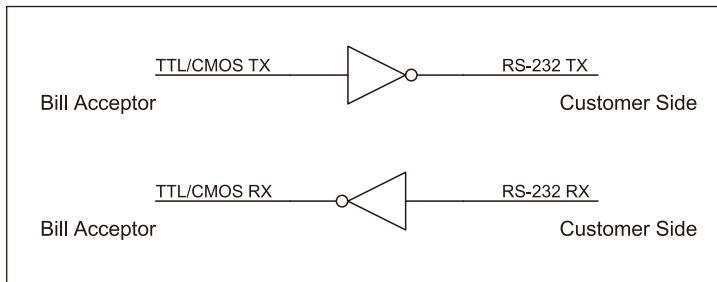 TTL/CMOS TX RS-232 TX
Bill Acceptor Customer Side
TTL/CMOS RX RS-232 RX
Bill Acceptor Customer Side